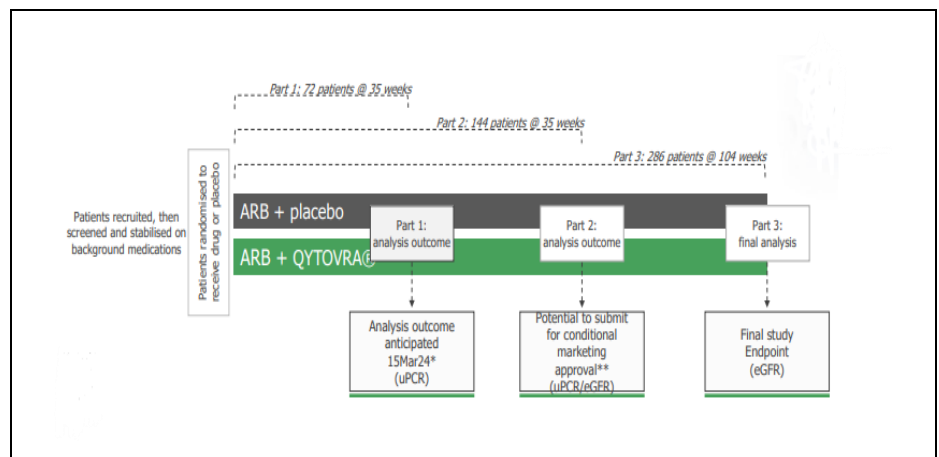 Part 1: 72 patients @ 35 weeks
Part 2: 144 patients @ 35 weeks
Part 3: 286 patients @ 104 weeks
Patients recruited, then
screened and stabilised on
background medications
Patients randomised to
receive drug or placebo
ARB + placebo
ARB + QYTOVRA®
Part 1:
analysis outcome
Part 2:
analysis outcome
Part 3:
final analysis
Analysis outcome
anticipated
15Mar24*
(uPCR)
Potential to submit
for conditional
marketing
approval**
(uPCR/eGFR)
Final study
Endpoint
(eGFR)